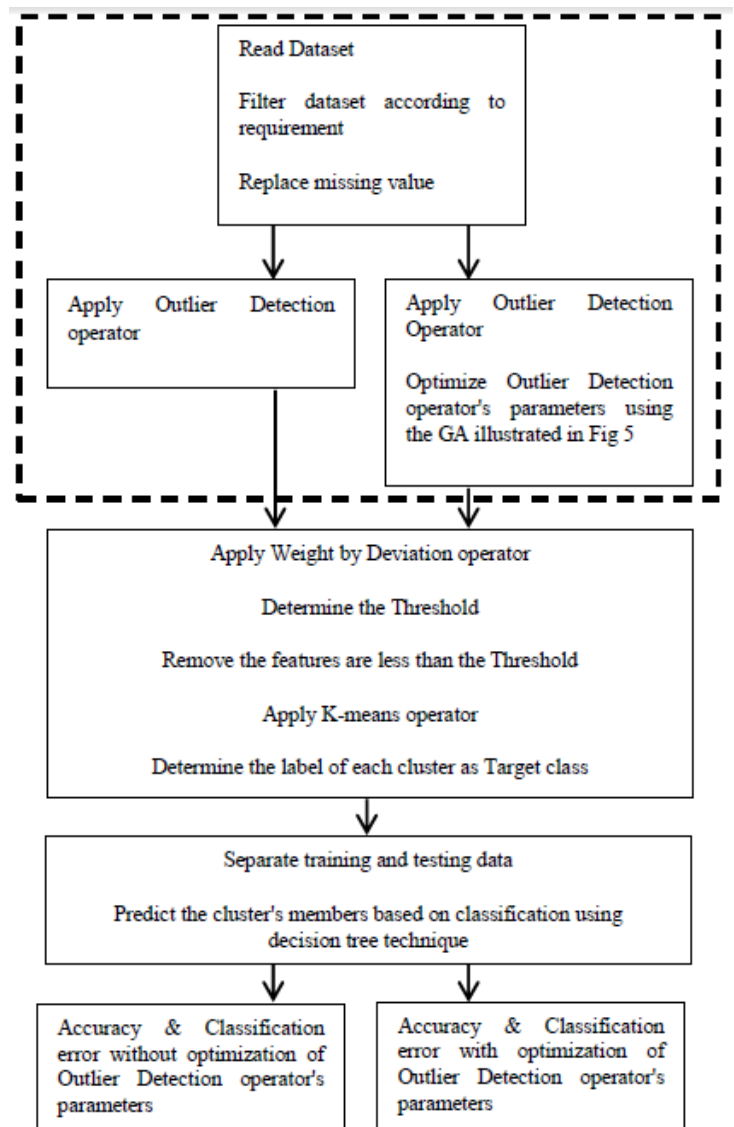 Read Dataset
Filter dataset according to
requirement
Replace missing value
Apply Outlier Detection
operator
Apply Outlier Detection
Operator
Optimize Outlier Detection
operator's parameters using
the GA illustrated in Fig 5
Apply Weight by Deviation operator
Determine the Threshold
Remove the features are less than the Threshold
Apply K-means operator
Determine the label of each cluster as Target class
Separate training and testing data
Predict the cluster's members based on classification using
decision tree technique
Accuracy & Classification
error without optimization of
Outlier Detection operator's
parameters
Accuracy & Classification
error with optimization of
Outlier Detection operator's
parameters